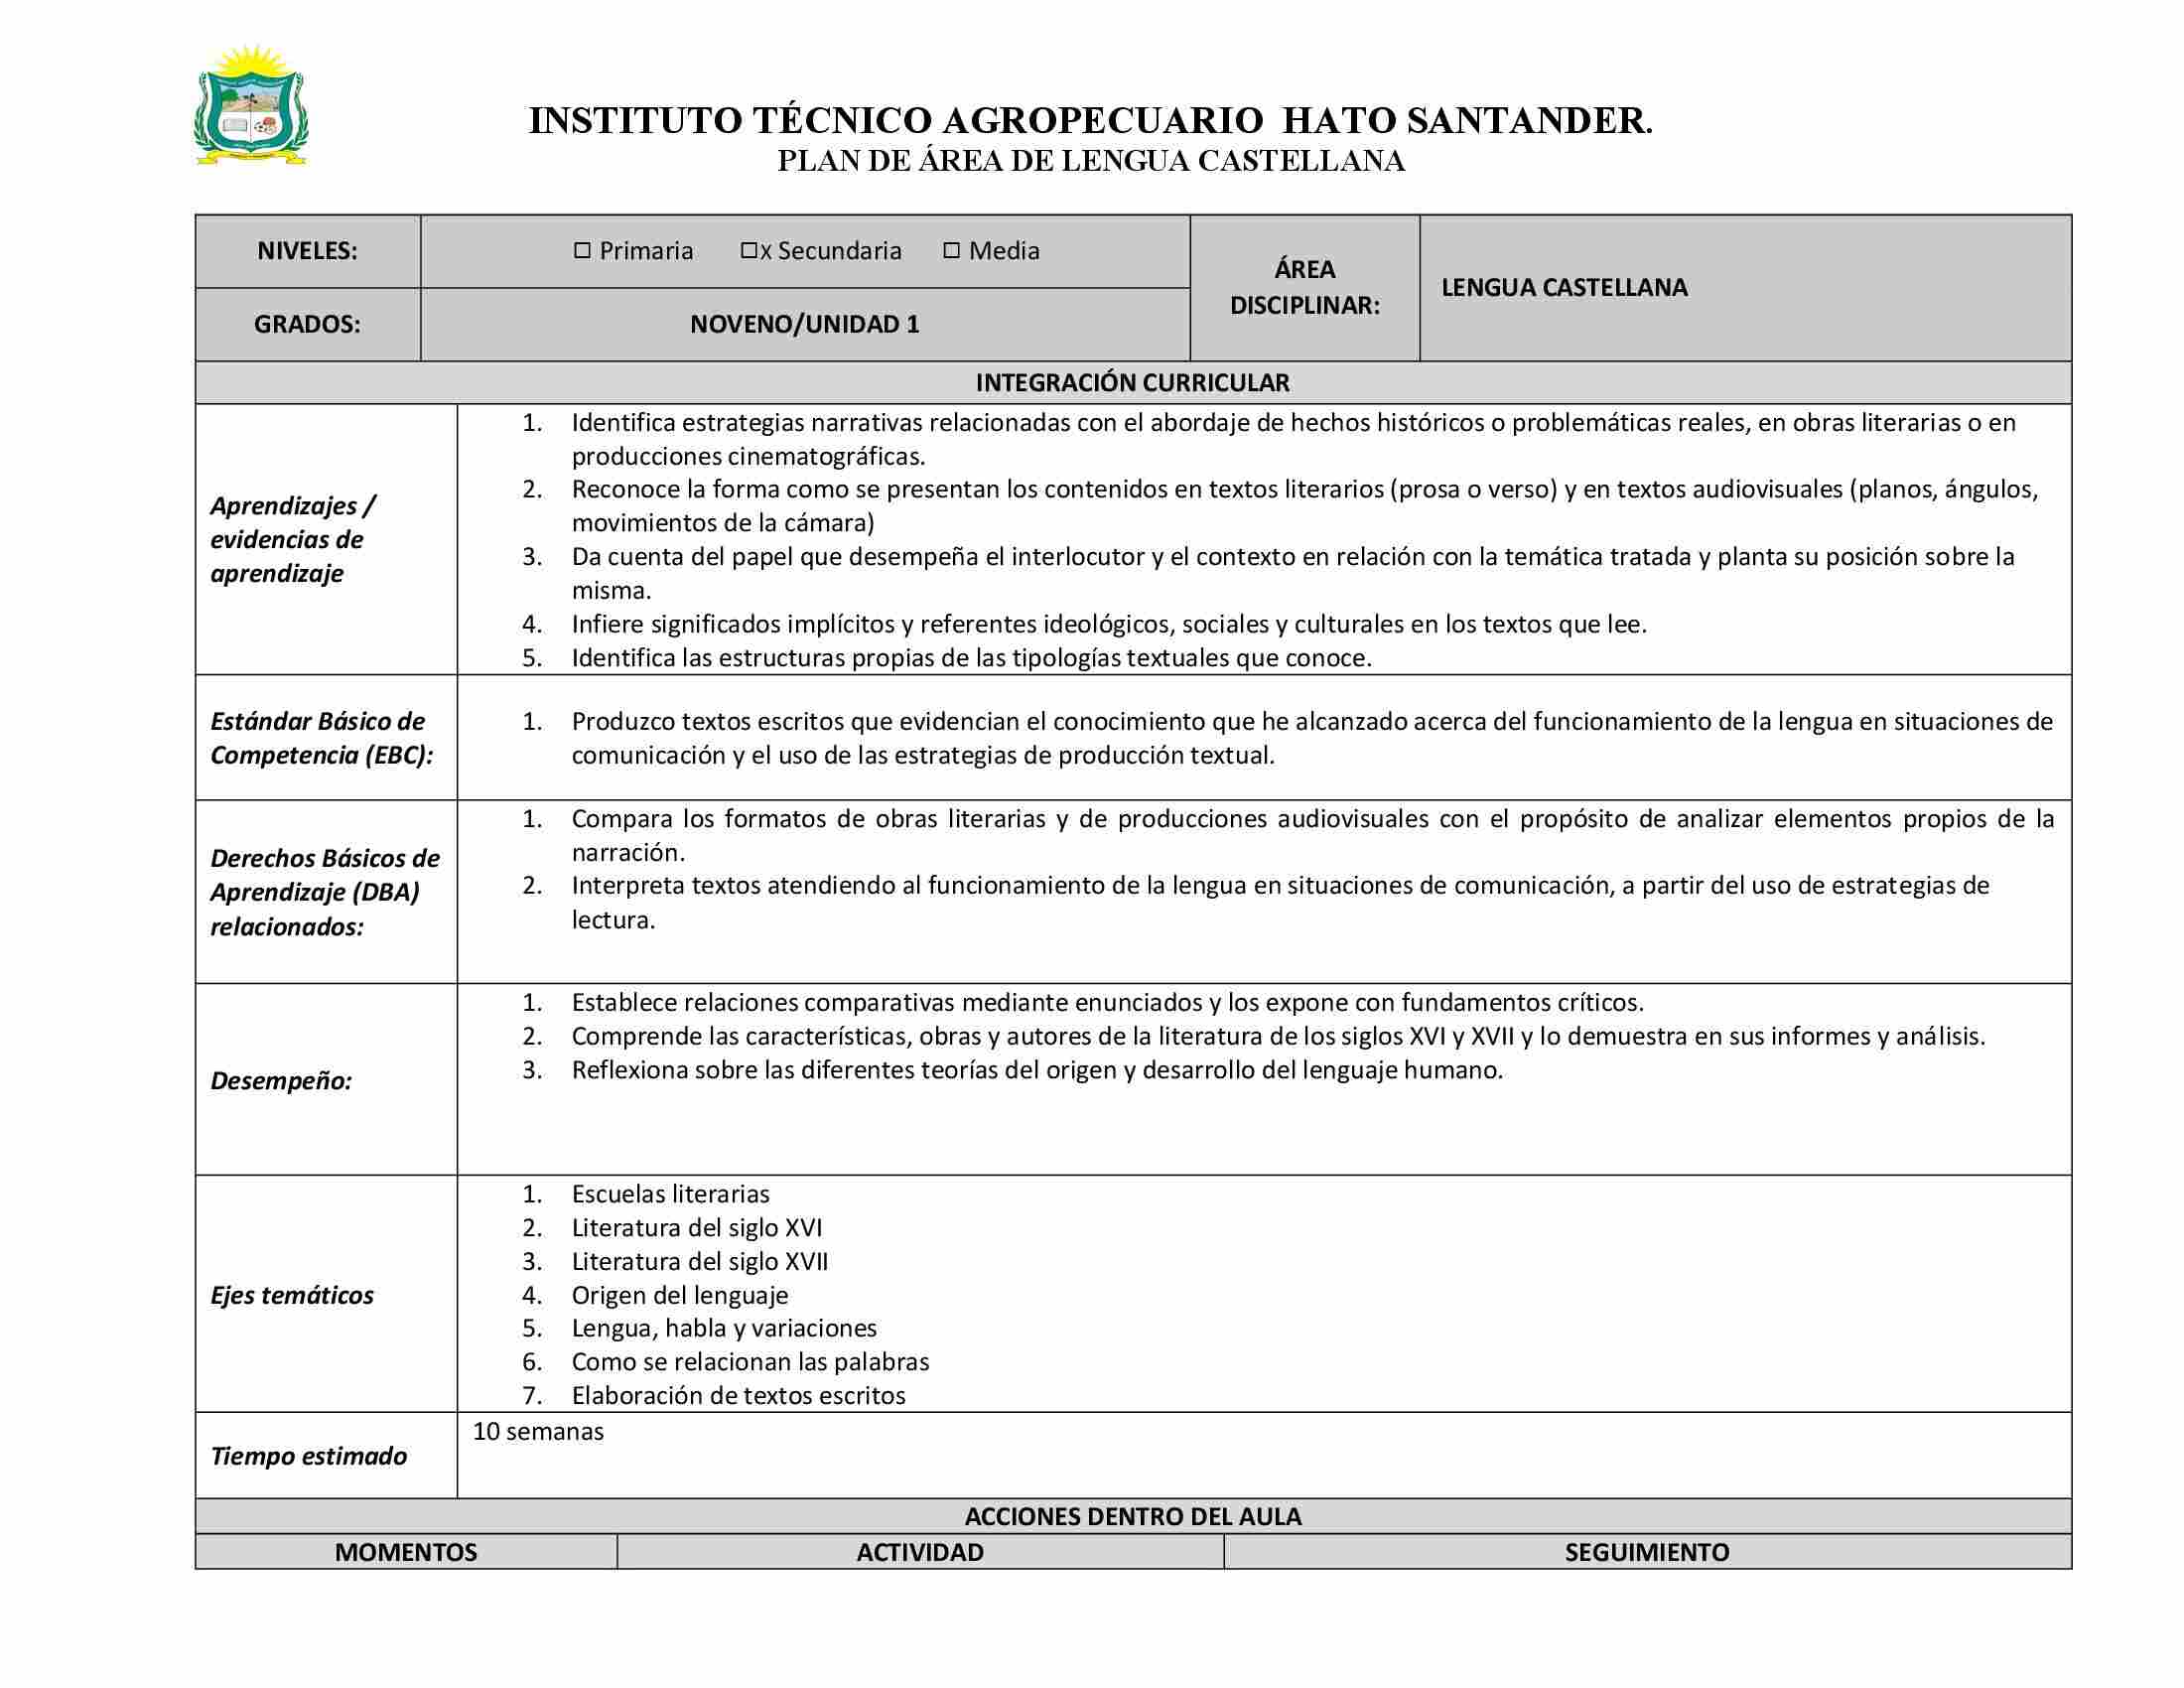 INSTITUTO TÉCNICO AGROPECUARIO HATO SANTANDER.
PLAN DE ÁREA DE LENGUA CASTELLANA
NIVELES:
☐ Primaria ☐x Secundaria ☐ Media
ÁREA
DISCIPLINAR:
LENGUA CASTELLANA
GRADOS:
NOVENO/UNIDAD 1
INTEGRACIÓN CURRICULAR
Aprendizajes /
evidencias de
aprendizaje
1. Identifica estrategias narrativas relacionadas con el abordaje de hechos históricos o problemáticas reales, en obras literarias o en
producciones cinematográficas.
2. Reconoce la forma como se presentan los contenidos en textos literarios (prosa o verso) y en textos audiovisuales (planos, ángulos,
movimientos de la cámara)
3. Da cuenta del papel que desempeña el interlocutor y el contexto en relación con la temática tratada y planta su posición sobre la
misma.
4. Infiere significados implícitos y referentes ideológicos, sociales y culturales en los textos que lee.
5. Identifica las estructuras propias de las tipologías textuales que conoce.
Estándar Básico de
Competencia (EBC):
1. Produzco textos escritos que evidencian el conocimiento que he alcanzado acerca del funcionamiento de la lengua en situaciones de
comunicación y el uso de las estrategias de producción textual.
Derechos Básicos de
Aprendizaje (DBA)
relacionados:
1. Compara los formatos de obras literarias y de producciones audiovisuales con el propósito de analizar elementos propios de la
narración.
2. Interpreta textos atendiendo al funcionamiento de la lengua en situaciones de comunicación, a partir del uso de estrategias de
lectura.
Desempeño:
1. Establece relaciones comparativas mediante enunciados y los expone con fundamentos críticos.
2. Comprende las características, obras y autores de la literatura de los siglos XVI y XVII y lo demuestra en sus informes y análisis.
3. Reflexiona sobre las diferentes teorías del origen y desarrollo del lenguaje humano.
Ejes temáticos
1. Escuelas literarias
2. Literatura del siglo XVI
3. Literatura del siglo XVII
4. Origen del lenguaje
5. Lengua, habla y variaciones
6. Como se relacionan las palabras
7. Elaboración de textos escritos
Tiempo estimado
10 semanas
ACCIONES DENTRO DEL AULA
MOMENTOS
ACTIVIDAD
SEGUIMIENTO